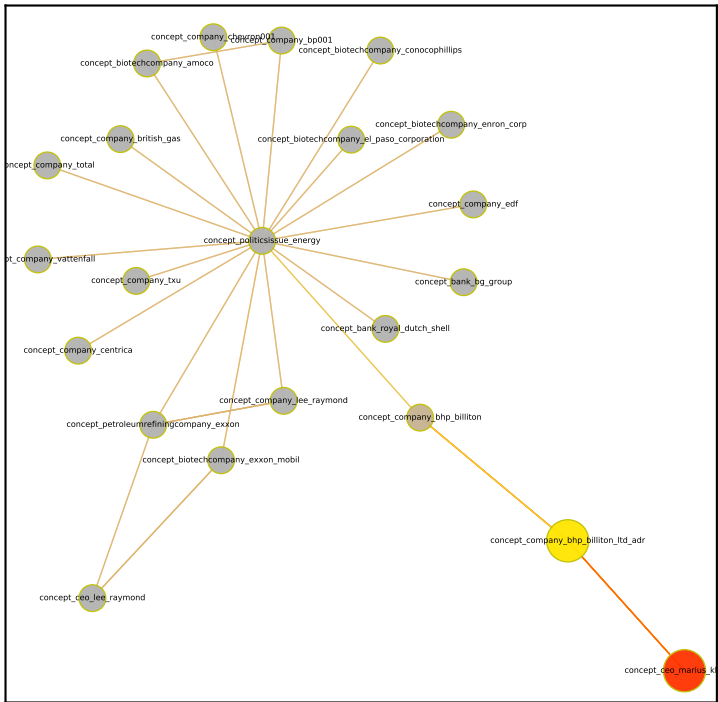 concept_company_chevron001
concept_company_bp001
concept_biotechcompany_conocophillips
concept_biotechcompany_amoco
concept_biotechcompany_enron_corp
concept_company_british_gas
concept_biotechcompany_el_paso_corporation
oncept_company_total
concept_company_edf
concept_politicsissue_energy
pt_company_vattenfall
concept_company_txu
concept_bank_bg_group
concept_bank_royal_dutch_shell
concept_company_centrica
concept_company_lee_raymond
concept_company_bhp_billiton
concept_petroleumrefiningcompany_exxon
concept_biotechcompany_exxon_mobil
concept_company_bhp_billiton_ltd_adr
concept_ceo_lee_raymond
concept_ceo_marius_kl